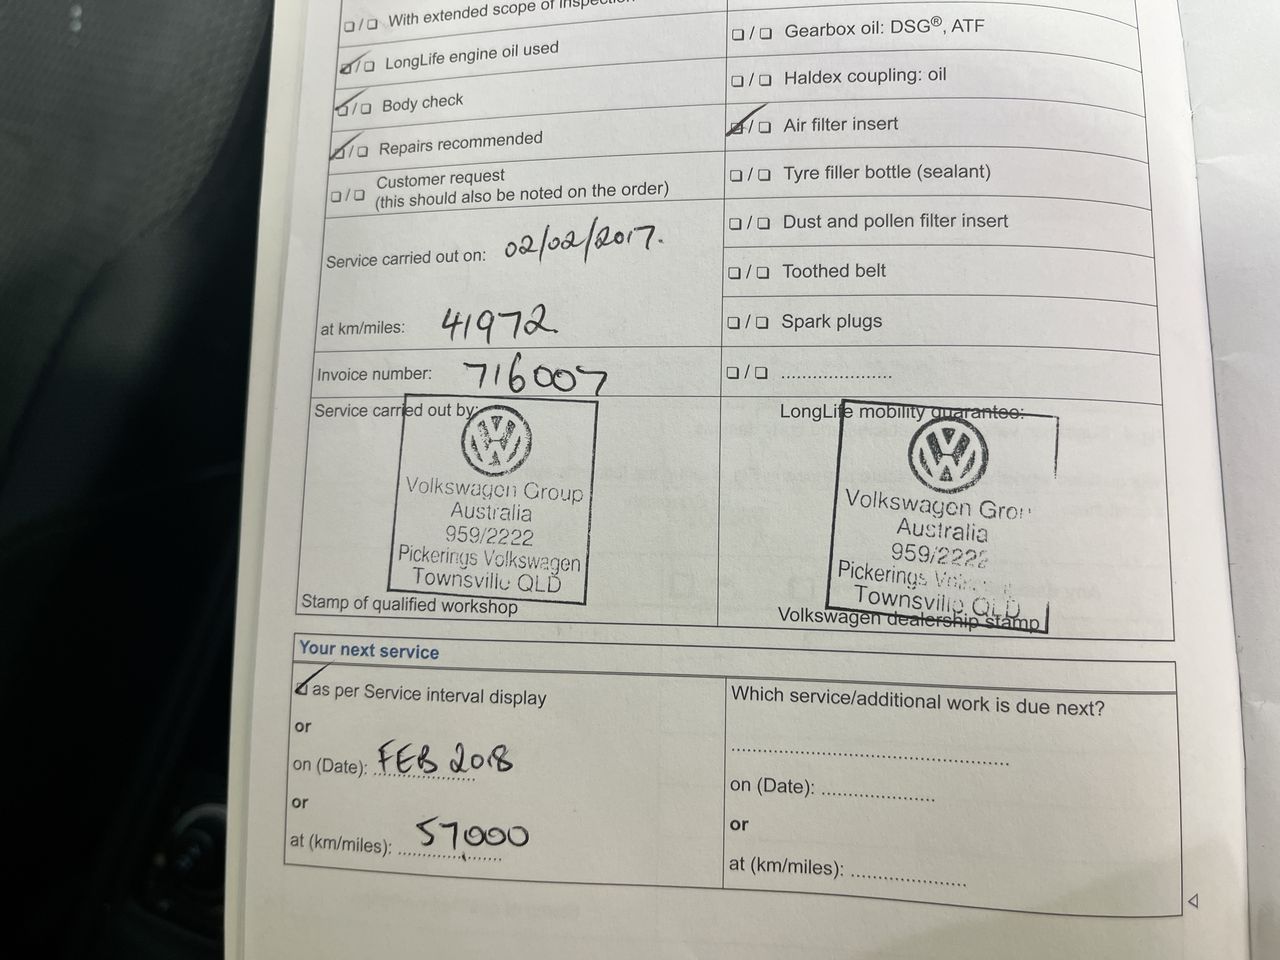 ❏ / ❏ With extended scope of inspection
❏ / ❏ LongLife engine oil used
❏ / ❏ Body check
❏ / ❏ Repairs recommended
❏ / ❏ Customer request
(this should also be noted on the order)
Service carried out on: 02/02/2017.
at km/miles: 41972
Invoice number: 716007
Service carried out by:
Volkswagen Group
Australia
959/2222
Pickerings Volkswagen
Townsville QLD
Stamp of qualified workshop
❏ / ❏ Gearbox oil: DSG®, ATF
❏ / ❏ Haldex coupling: oil
❏ / ❏ Air filter insert
❏ / ❏ Tyre filler bottle (sealant)
❏ / ❏ Dust and pollen filter insert
❏ / ❏ Toothed belt
❏ / ❏ Spark plugs
❏ / ❏ ......................
LongLife mobility guarantee:
Volkswagen Group
Australia
959/2222
Pickerings Volkswagen
Townsville QLD
Volkswagen dealership stamp
Your next service
as per Service interval display
or
on (Date): FEB 2018
or
at (km/miles): 57000
Which service/additional work is due next?
......................................................
on (Date): ......................
or
at (km/miles): ......................